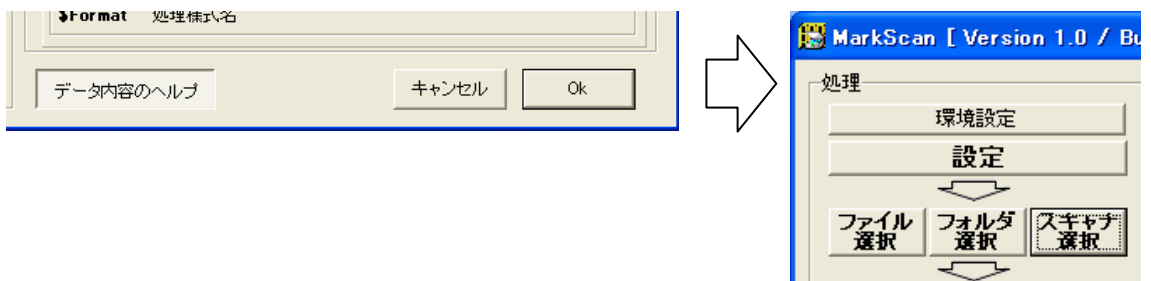 $Format 処理様式名
データ内容のヘルプ
キャンセル
Ok
MarkScan [ Version 1.0 / Bu
処理
環境設定
設定
ファイル
選択
フォルダ
選択
スキャナ
選択